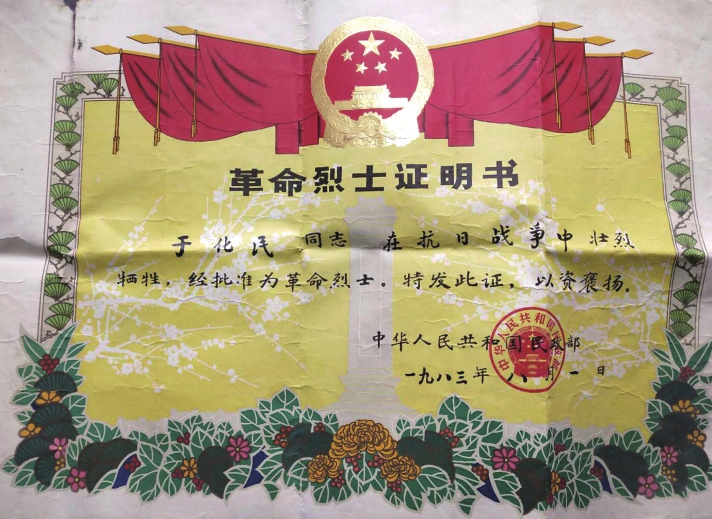 革命烈士证明书
于化民 同志 在抗日战争中壮烈
牺牲，经批准为革命烈士。特发此证，以资褒扬。
中华人民共和国民政部
一九八三年八月一日